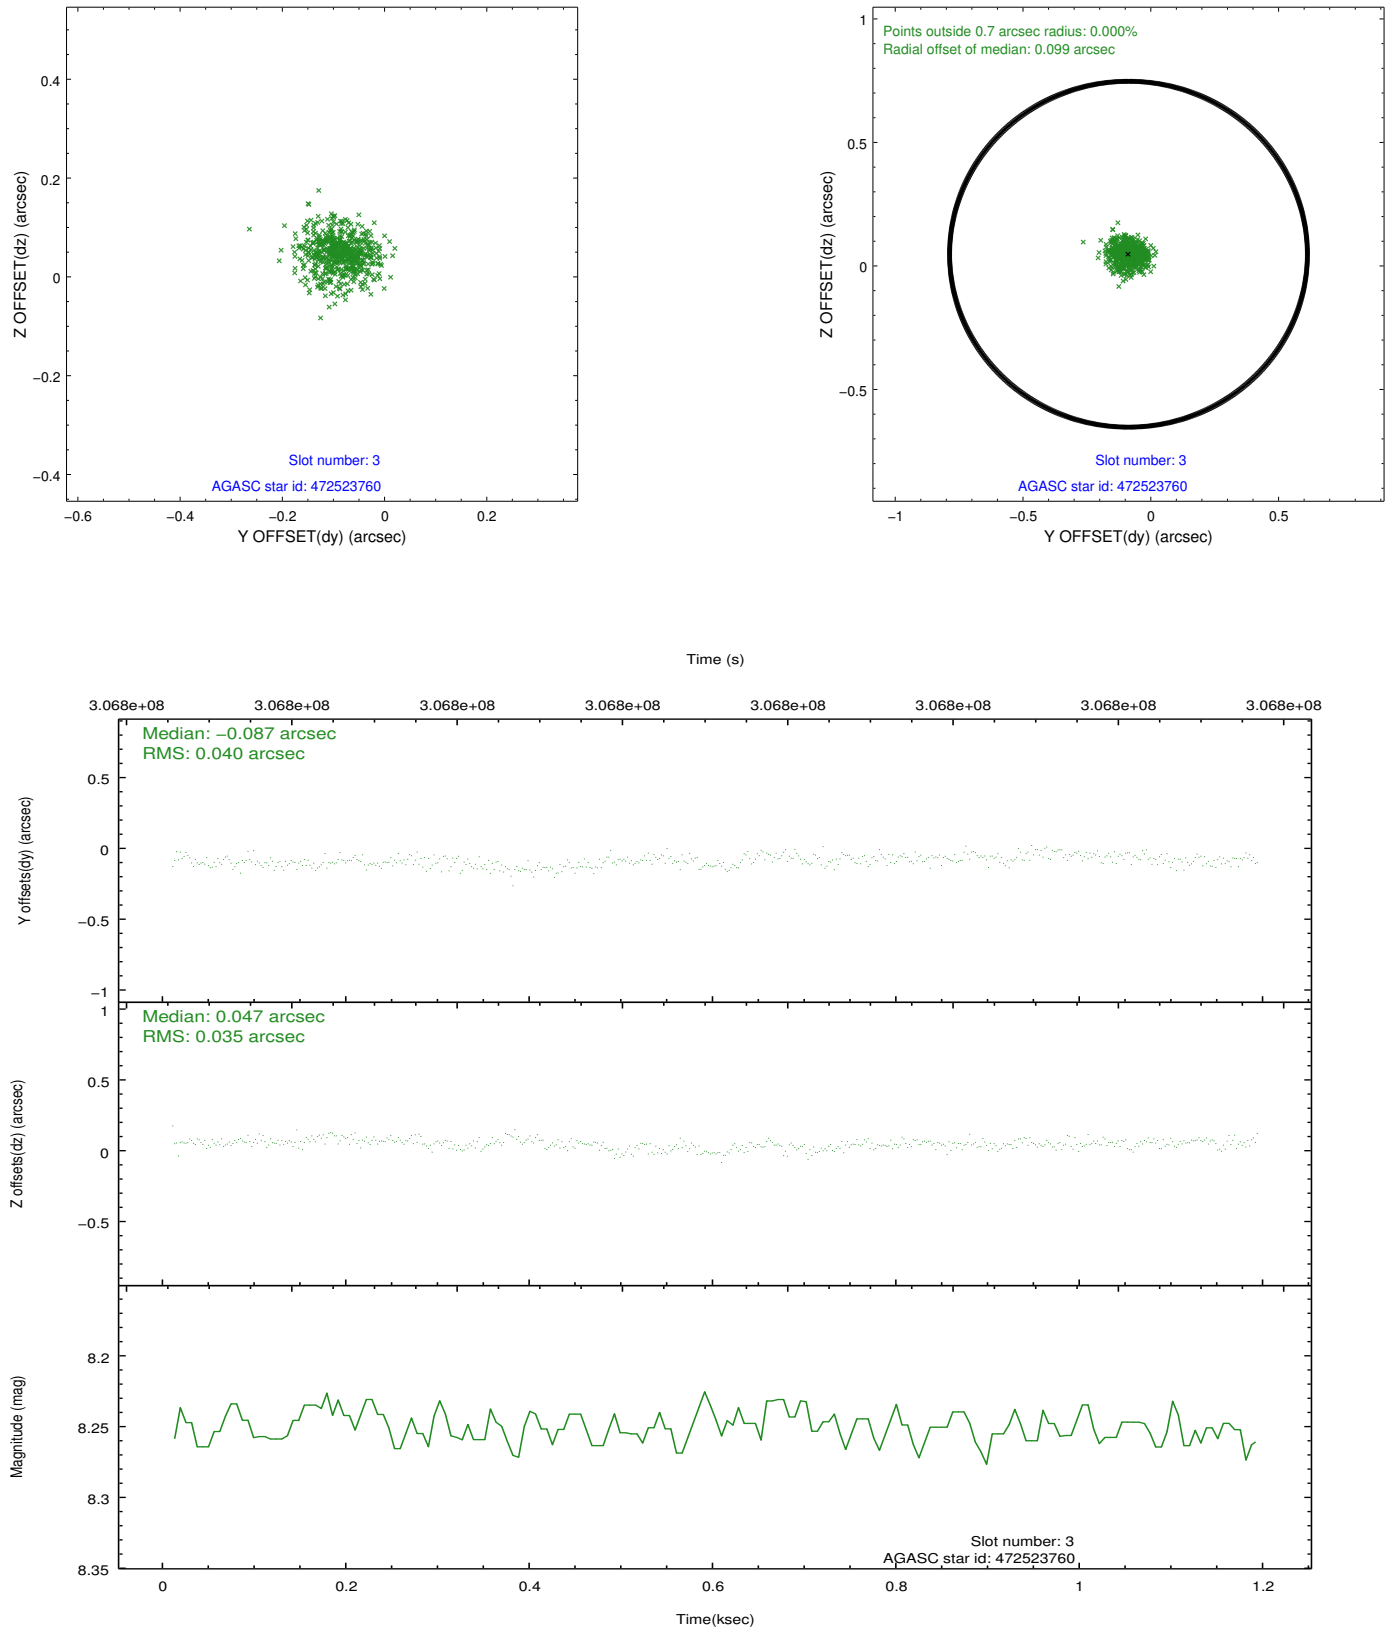 0.4
0.2
0
−0.2
−0.4
Z OFFSET(dz) (arcsec)
Slot number: 3
AGASC star id: 472523760
−0.6
−0.4
−0.2
0
0.2
Y OFFSET(dy) (arcsec)
Points outside 0.7 arcsec radius: 0.000%
Radial offset of median: 0.099 arcsec
1
0.5
0
−0.5
Z OFFSET(dz) (arcsec)
Slot number: 3
AGASC star id: 472523760
−1
−0.5
0
0.5
Y OFFSET(dy) (arcsec)
Time (s)
3.068e+08 3.068e+08 3.068e+08 3.068e+08 3.068e+08 3.068e+08 3.068e+08 3.068e+08
Median: −0.087 arcsec
RMS: 0.040 arcsec
0.5
0
−0.5
−1
Y offsets(dy) (arcsec)
Median: 0.047 arcsec
RMS: 0.035 arcsec
1
0.5
0
−0.5
Z offsets(dz) (arcsec)
8.2
8.25
8.3
8.35
Magnitude (mag)
Slot number: 3
AGASC star id: 472523760
0 0.2 0.4 0.6 0.8 1 1.2
Time(ksec)